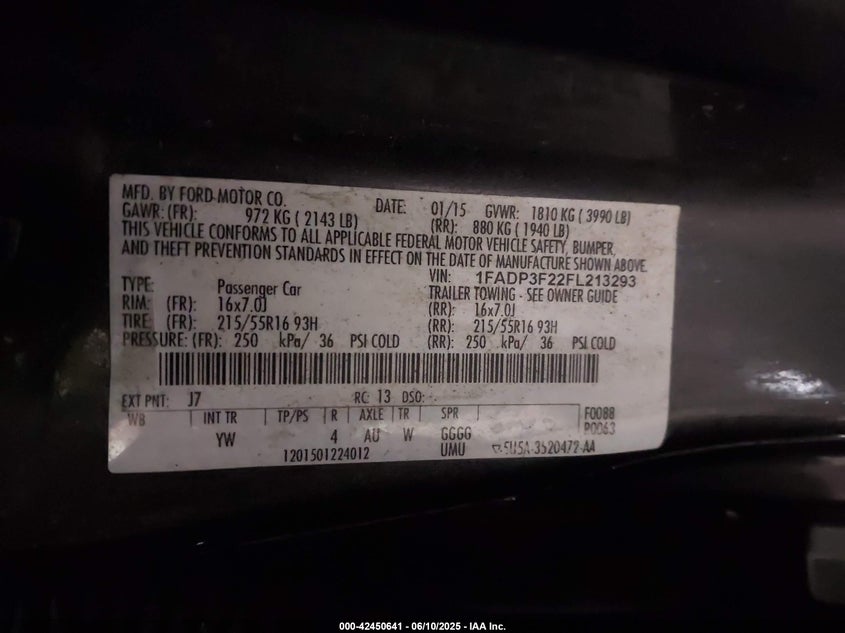 MFD. BY FORD MOTOR CO. DATE: 01/15 GVWR: 1810 KG ( 3990 LB)
GAWR: (FR): 972 KG ( 2143 LB) (RR): 880 KG ( 1940 LB)
THIS VEHICLE CONFORMS TO ALL APPLICABLE FEDERAL MOTOR VEHICLE SAFETY, BUMPER,
AND THEFT PREVENTION STANDARDS IN EFFECT ON THE DATE OF MANUFACTURE SHOWN ABOVE.
VIN: 1FADP3F22FL213293
TYPE: Passenger Car TRAILER TOWING - SEE OWNER GUIDE
RIM: (FR): 16x7.0J (RR): 16x7.0J
TIRE: (FR): 215/55R16 93H (RR): 215/55R16 93H
PRESSURE: (FR): 250 kPa/ 36 PSI COLD (RR): 250 kPa/ 36 PSI COLD
EXT PNT: J7 RC: 13 DSO:
WB INT TR TP/PS R AXLE TR SPR F0088
YW 4 AU W GGGG P0063
1201501224012 UMU 3520472-AA
000-42450641 - 06/10/2025 - IAA Inc.